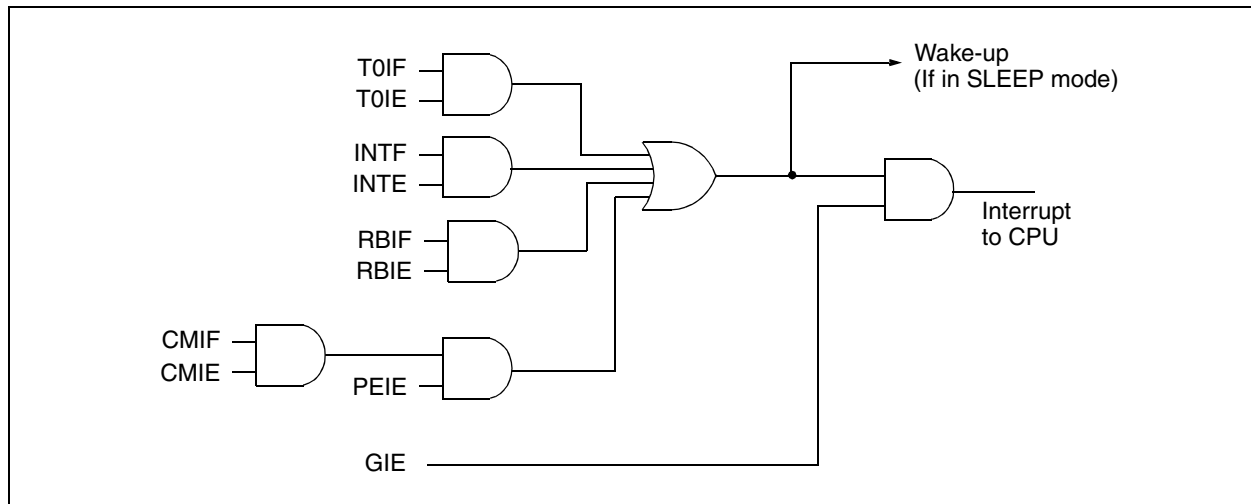 T0IF
T0IE
INTF
INTE
RBIF
RBIE
CMIF
CMIE
PEIE
GIE
Wake-up
(If in SLEEP mode)
Interrupt
to CPU